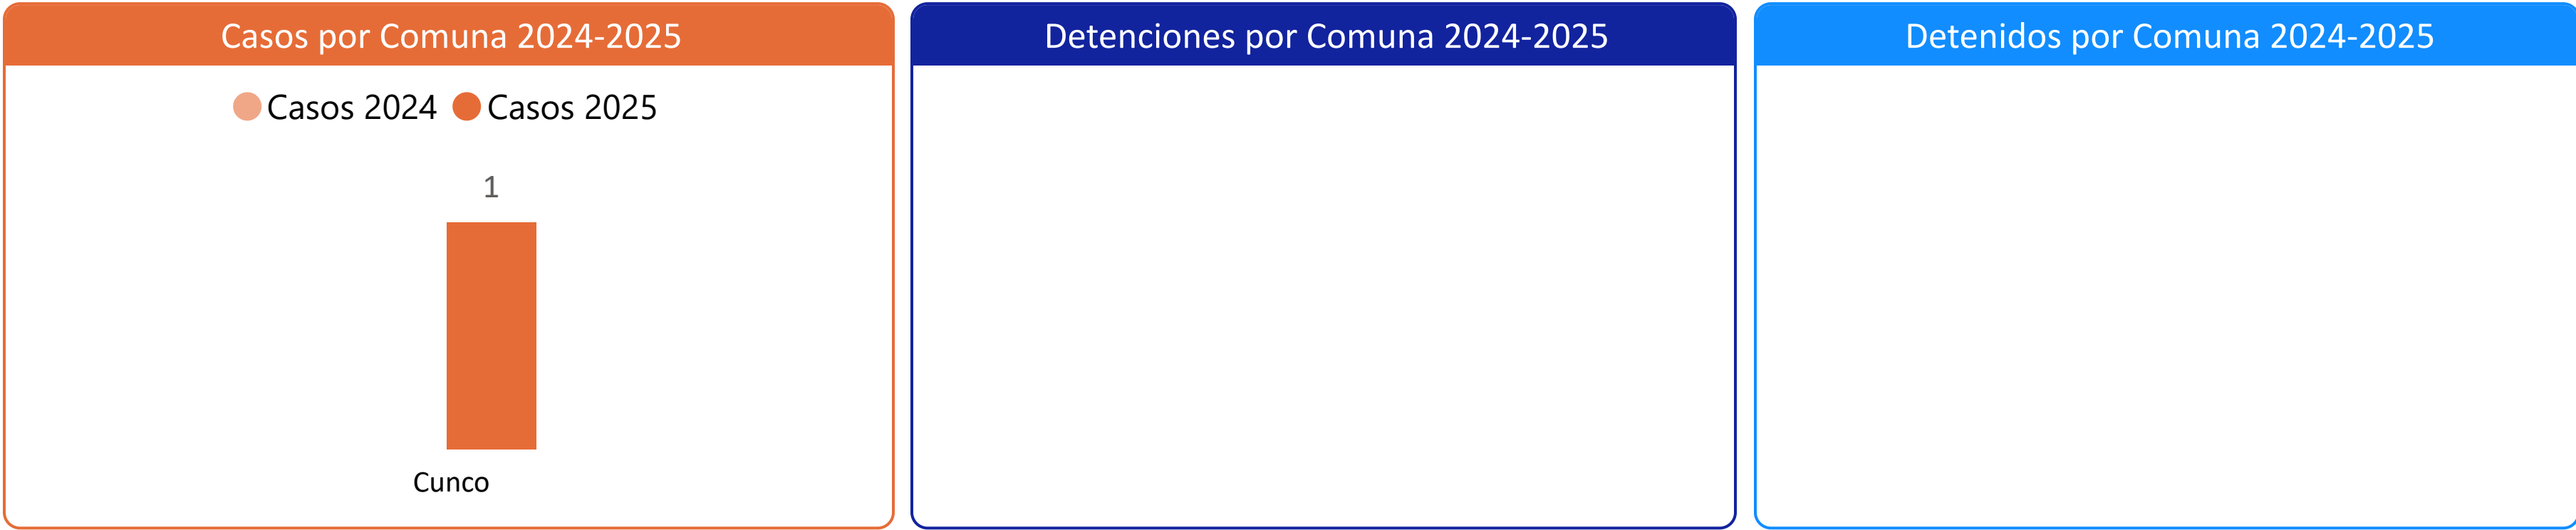 Casos por Comuna 2024-2025
Casos 2024 Casos 2025
1
Cunco
Detenciones por Comuna 2024-2025
Detenidos por Comuna 2024-2025